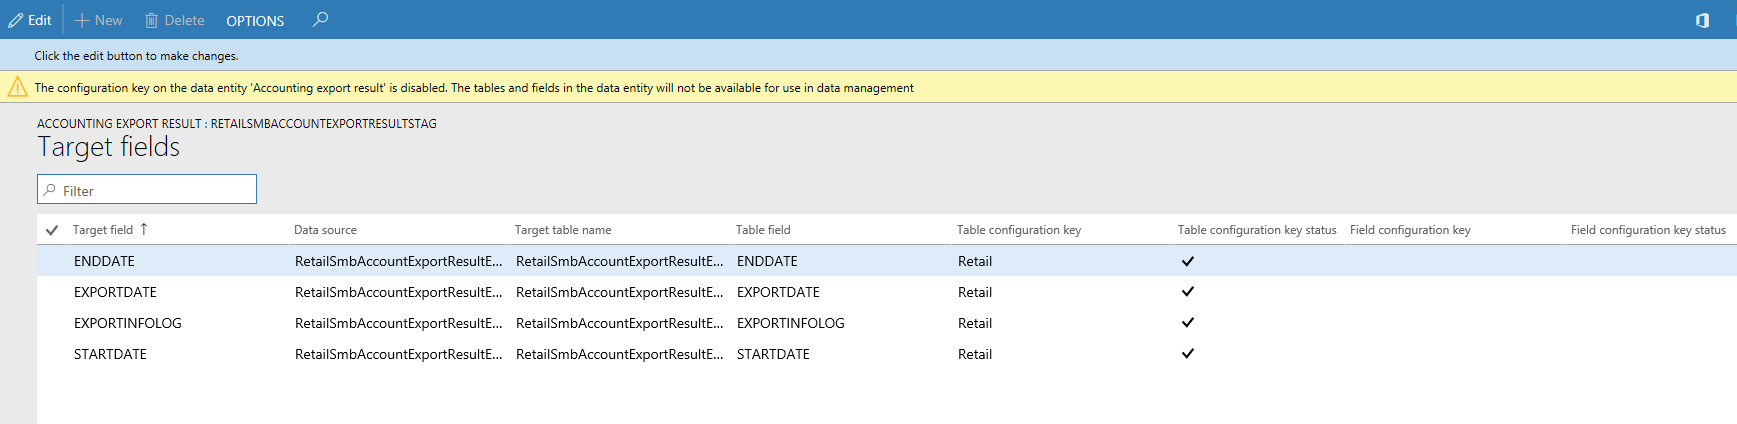 Edit New Delete OPTIONS
Click the edit button to make changes.
The configuration key on the data entity 'Accounting export result' is disabled. The tables and fields in the data entity will not be available for use in data management
ACCOUNTING EXPORT RESULT : RETAILSMBACCOUNTEXPORTRESULTSTAG
Target fields
Filter
Target field Data source Target table name Table field Table configuration key Table configuration key status Field configuration key Field configuration key status
ENDDATE RetailSmbAccountExportResultE... RetailSmbAccountExportResultE... ENDDATE Retail
EXPORTDATE RetailSmbAccountExportResultE... RetailSmbAccountExportResultE... EXPORTDATE Retail
EXPORTINFOLOG RetailSmbAccountExportResultE... RetailSmbAccountExportResultE... EXPORTINFOLOG Retail
STARTDATE RetailSmbAccountExportResultE... RetailSmbAccountExportResultE... STARTDATE Retail